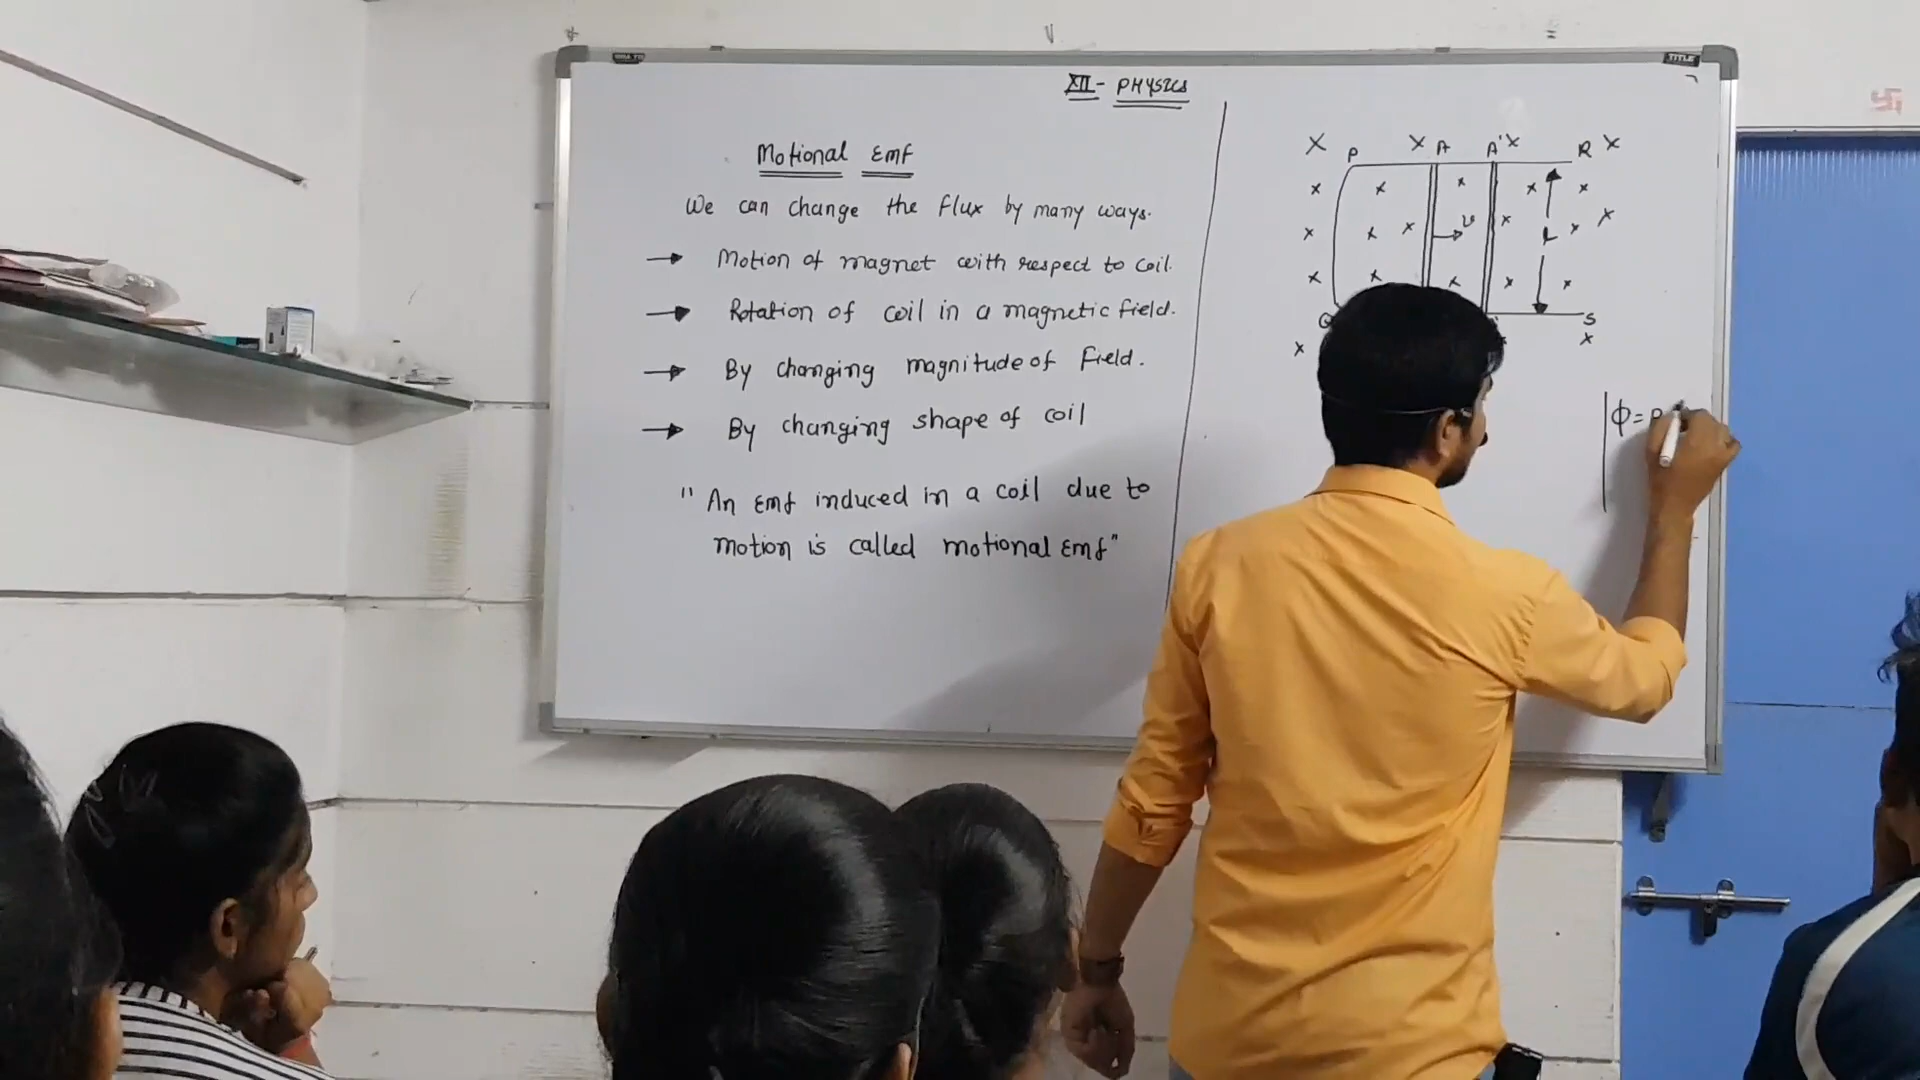 XII - PHYSICS
Motional Emf
We can change the flux by many ways.
→ Motion of magnet with respect to coil.
→ Rotation of coil in a magnetic field.
→ By changing magnitude of Field.
→ By changing shape of coil
" An Emf induced in a coil due to
motion is called motional Emf"
P A A' R
v
L
S
ϕ =
TITLE